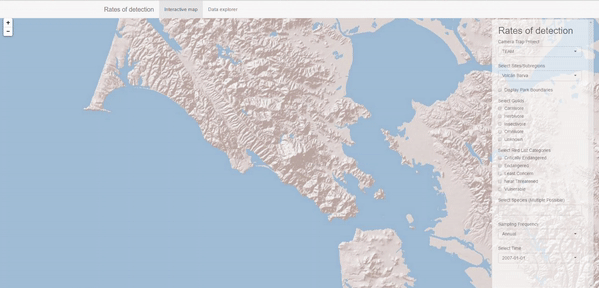 Rates of detection
Interactive map
Data explorer
+
−
Rates of detection
Camera Trap Project
TEAM
Select Sites/Subregions
Volcán Barva
Display Park Boundaries
Select Guilds
Carnivore
Herbivore
Insectivore
Omnivore
Unknown
Select Red List Categories
Critically Endangered
Endangered
Least Concern
Near Threatened
Vulnerable
Select Species (Multiple Possible)
Sampling Frequency
Annual
Select Time
2007-01-01